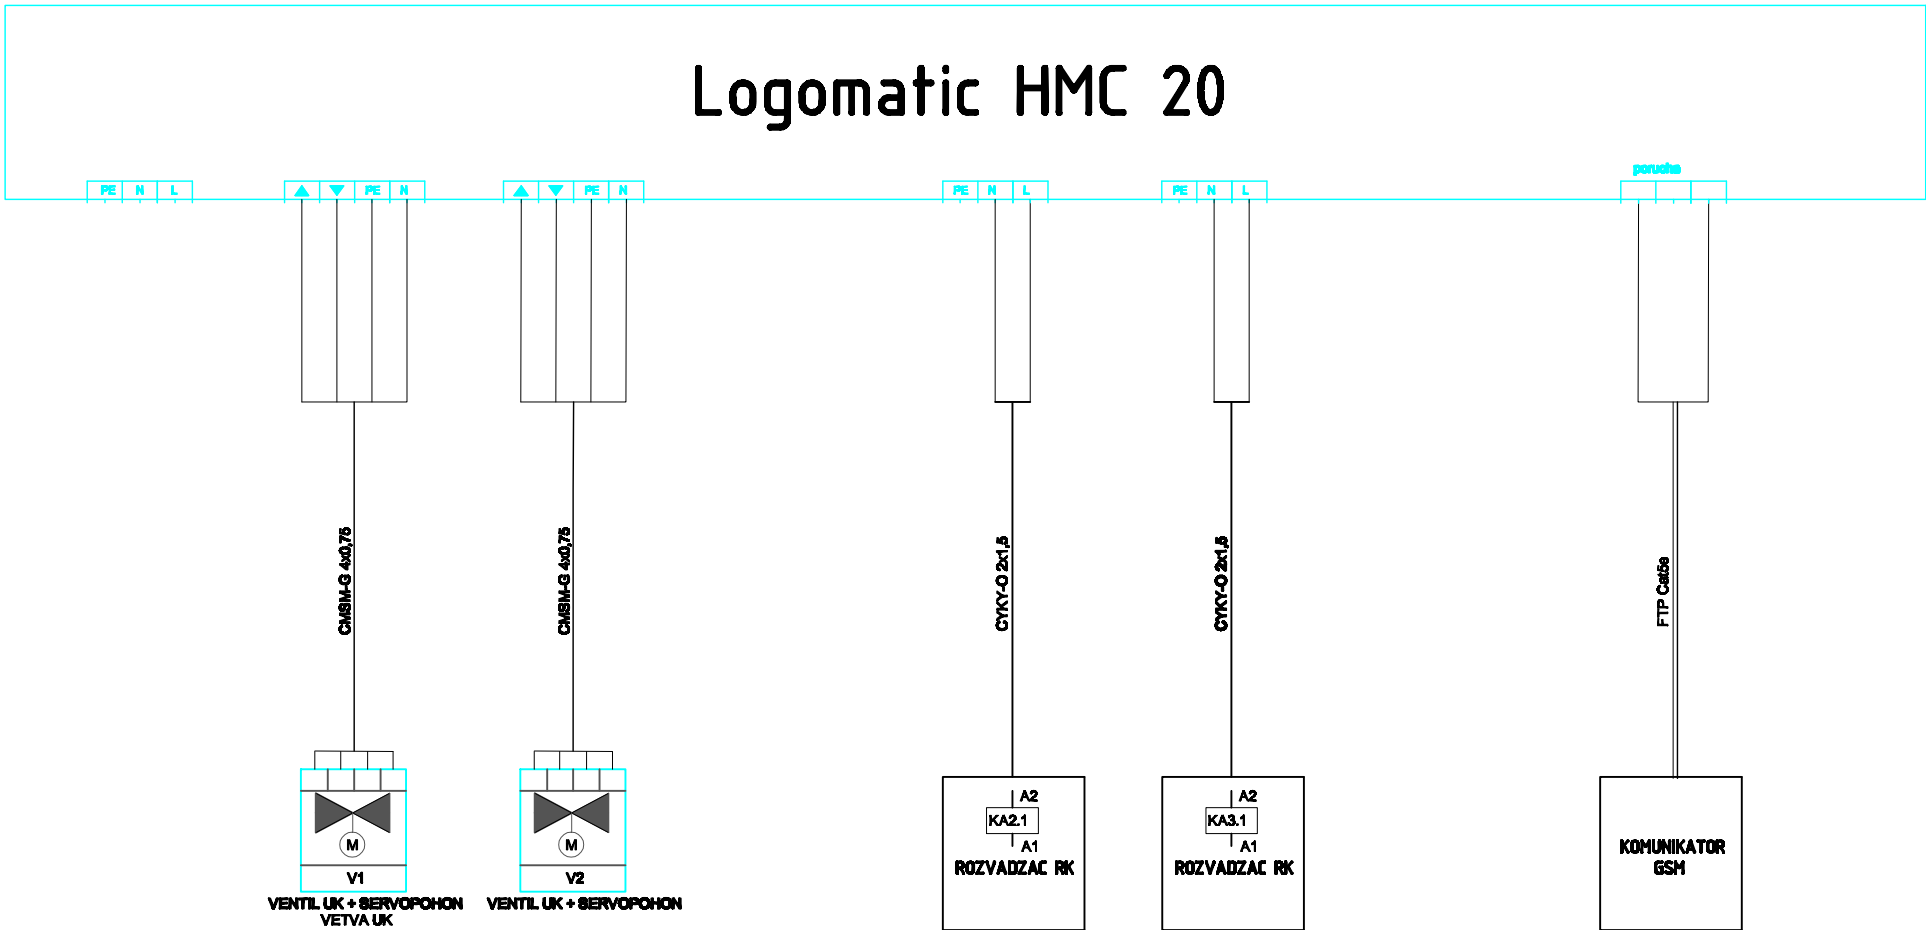 Logomatic HMC 20
porucha
PE N L
PE N
PE N
PE N L
PE N L
CMSM-G 4x0,75
CMSM-G 4x0,75
CYKY-O 2x1,5
CYKY-O 2x1,5
FTP Cat5e
M
V1
VENTIL UK + SERVOPOHON
VETVA UK
M
V2
VENTIL UK + SERVOPOHON
A2
KA2.1
A1
ROZVADZAC RK
A2
KA3.1
A1
ROZVADZAC RK
KOMUNIKATOR
GSM